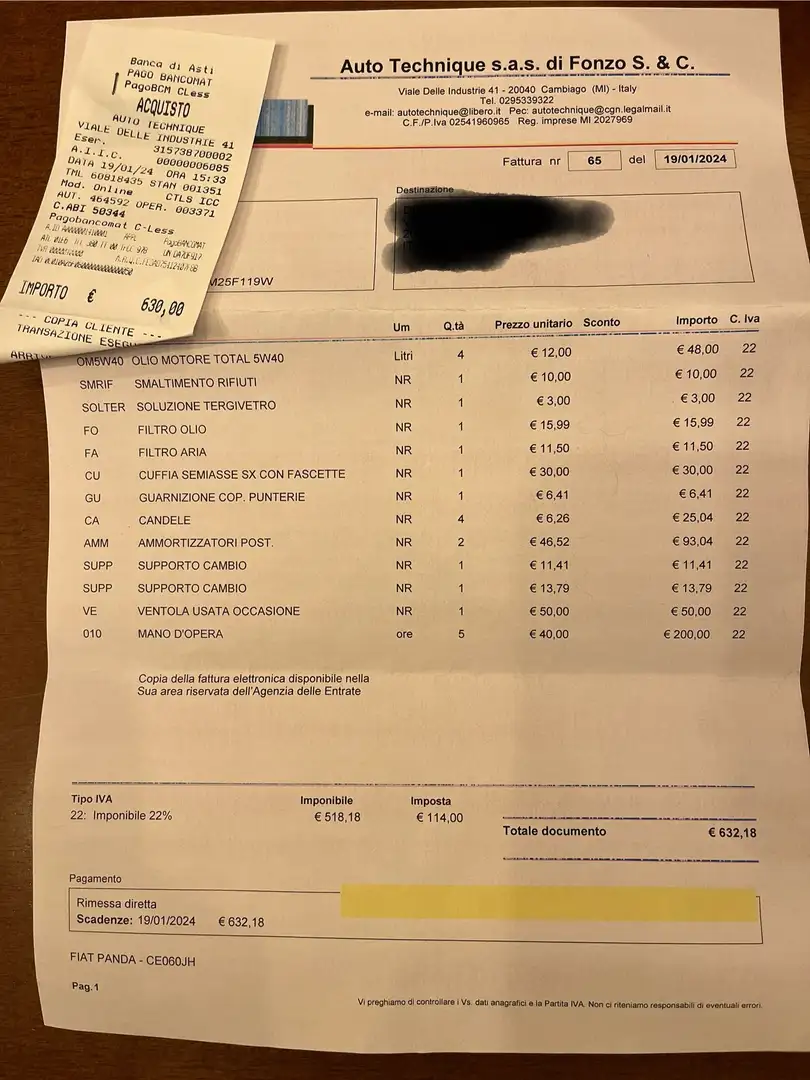 Banca di Asti
PAGO BANCOMAT
PagoBCM CLess
ACQUISTO
AUTO TECHNIQUE
VIALE DELLE INDUSTRIE 41
Eser. 315738700002
A.I.I.C. 00000006085
DATA 19/01/24 ORA 15:33
TML 60818435 STAN 001351
Mod. Online CTLS ICC
AUT. 464592 OPER. 003371
C.ABI 50344
Pagobancomat C-Less
PagoBANCOMAT
IMPORTO € 630,00
--- COPIA CLIENTE ---
TRANSAZIONE
Auto Technique s.a.s. di Fonzo S. & C.
Viale Delle Industrie 41 - 20040 Cambiago (MI) - Italy
Tel. 0295339322
e-mail: autotechnique@libero.it Pec: autotechnique@cgn.legalmail.it
C.F./P.Iva 02541960965 Reg. imprese MI 2027969
Fattura nr 65 del 19/01/2024
Destinazione
M25F119W
Um Q.tà Prezzo unitario Sconto Importo C. Iva
OM5W40 OLIO MOTORE TOTAL 5W40 Litri 4 € 12,00 € 48,00 22
SMRIF SMALTIMENTO RIFIUTI NR 1 € 10,00 € 10,00 22
SOLTER SOLUZIONE TERGIVETRO NR 1 € 3,00 € 3,00 22
FO FILTRO OLIO NR 1 € 15,99 € 15,99 22
FA FILTRO ARIA NR 1 € 11,50 € 11,50 22
CU CUFFIA SEMIASSE SX CON FASCETTE NR 1 € 30,00 € 30,00 22
GU GUARNIZIONE COP. PUNTERIE NR 1 € 6,41 € 6,41 22
CA CANDELE NR 4 € 6,26 € 25,04 22
AMM AMMORTIZZATORI POST. NR 2 € 46,52 € 93,04 22
SUPP SUPPORTO CAMBIO NR 1 € 11,41 € 11,41 22
SUPP SUPPORTO CAMBIO NR 1 € 13,79 € 13,79 22
VE VENTOLA USATA OCCASIONE NR 1 € 50,00 € 50,00 22
010 MANO D'OPERA ore 5 € 40,00 € 200,00 22
Copia della fattura elettronica disponibile nella
Sua area riservata dell'Agenzia delle Entrate
Tipo IVA Imponibile Imposta
22: Imponibile 22% € 518,18 € 114,00
Totale documento € 632,18
Pagamento
Rimessa diretta
Scadenze: 19/01/2024 € 632,18
FIAT PANDA - CE060JH
Pag.1
Vi preghiamo di controllare i Vs. dati anagrafici e la Partita IVA. Non ci riteniamo responsabili di eventuali errori.